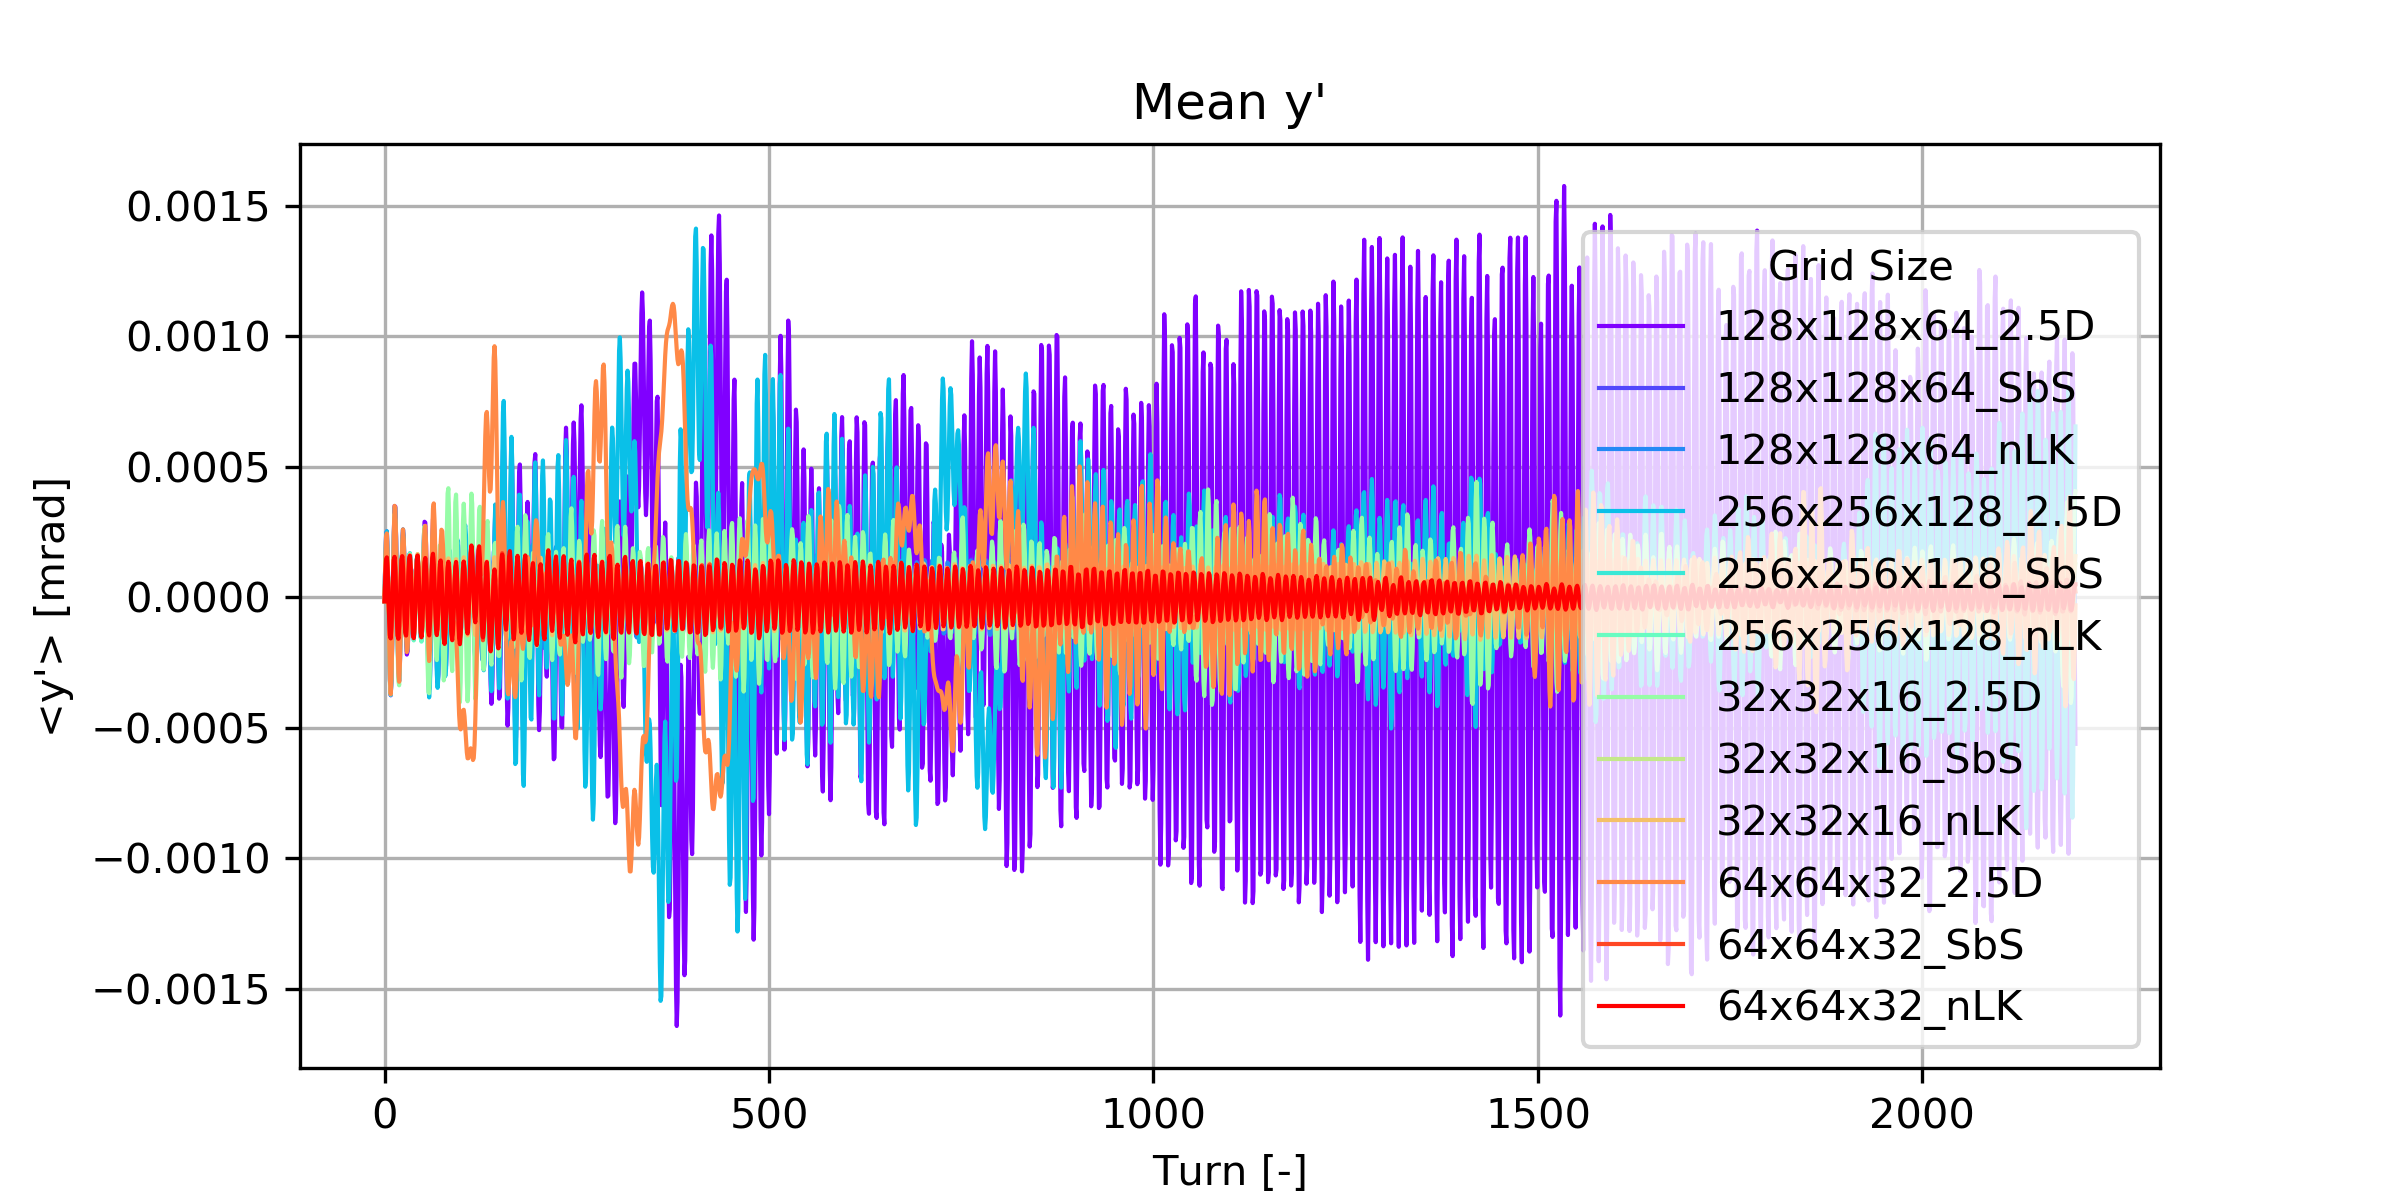 Mean y'
<y'> [mrad]
0.0015
0.0010
0.0005
0.0000
−0.0005
−0.0010
−0.0015
0
500
1000
1500
2000
Turn [-]
Grid Size
128x128x64_2.5D
128x128x64_SbS
128x128x64_nLK
256x256x128_2.5D
256x256x128_SbS
256x256x128_nLK
32x32x16_2.5D
32x32x16_SbS
32x32x16_nLK
64x64x32_2.5D
64x64x32_SbS
64x64x32_nLK